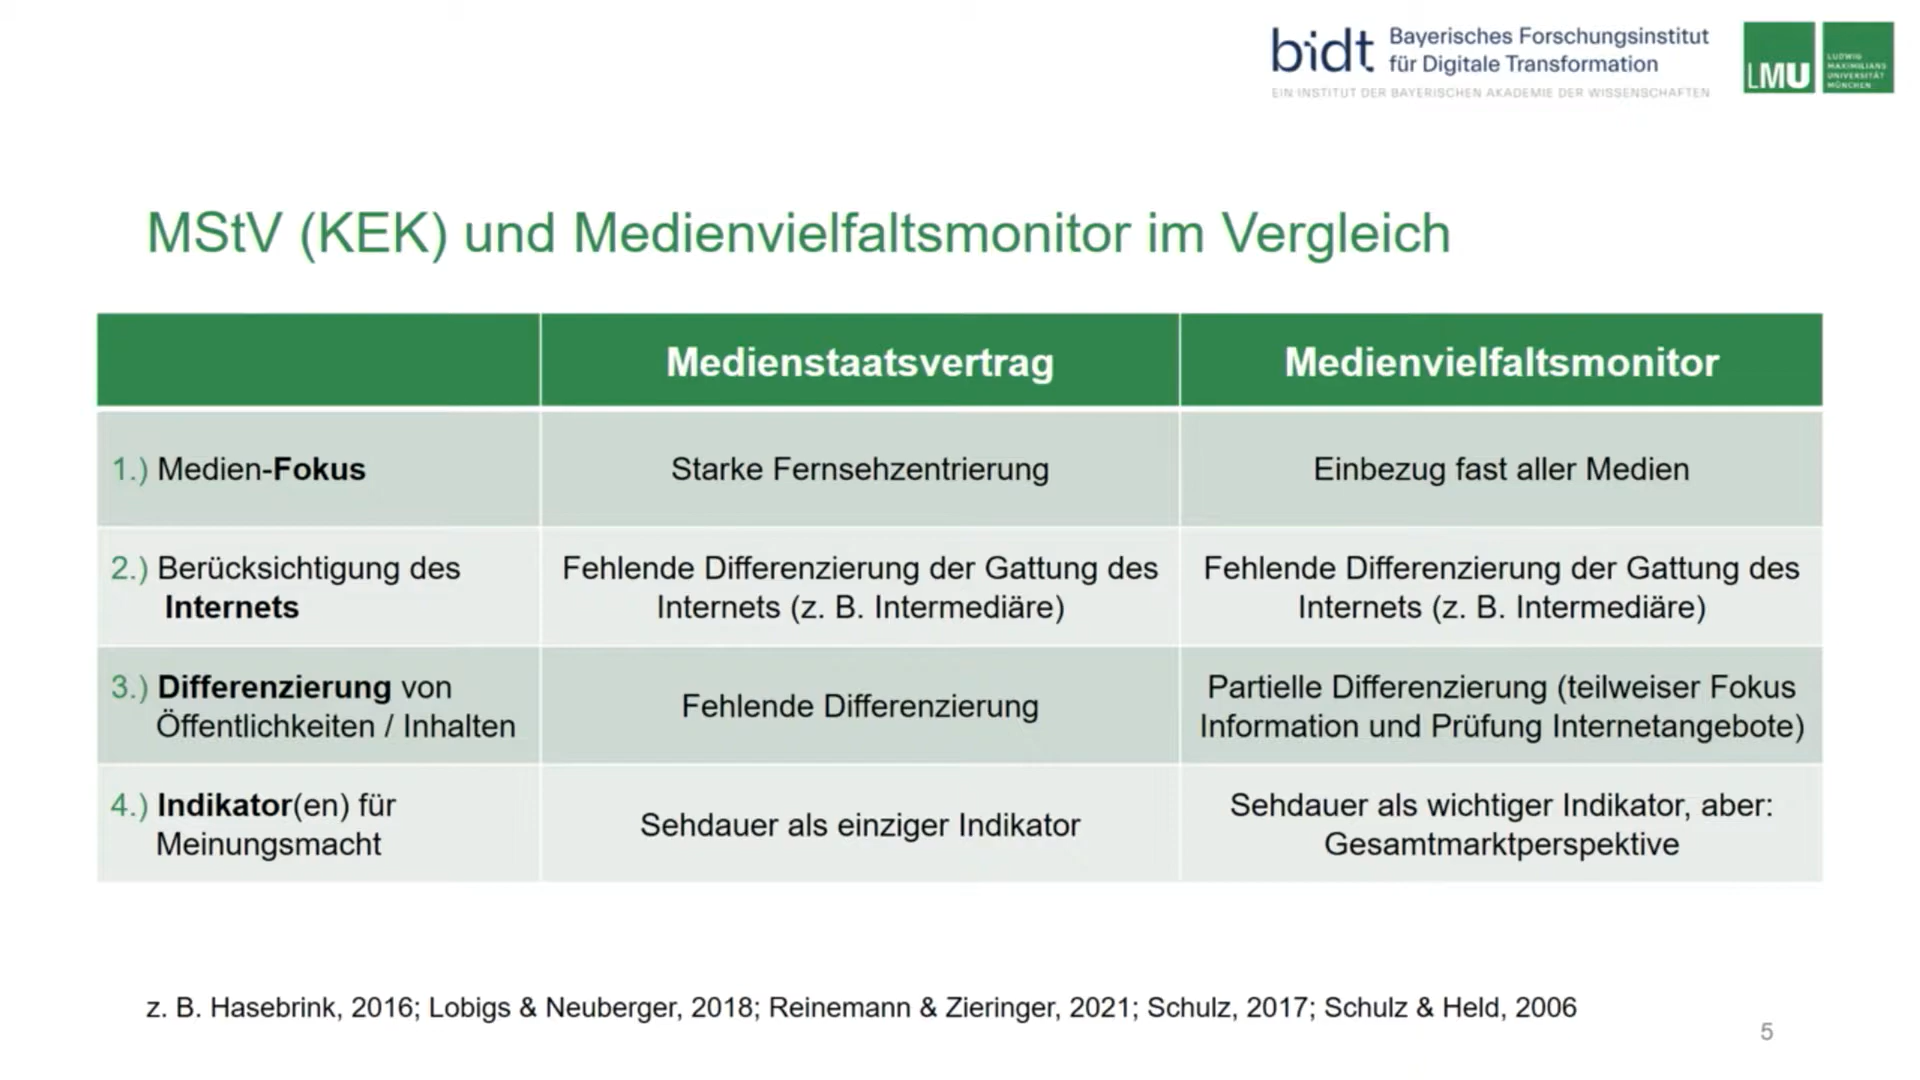 bidt Bayerisches Forschungsinstitut
für Digitale Transformation
EIN INSTITUT DER BAYERISCHEN AKADEMIE DER WISSENSCHAFTEN
LMU
LUDWIG
MAXIMILIANS
UNIVERSITÄT
MÜNCHEN
MStV (KEK) und Medienvielfaltsmonitor im Vergleich
Medienstaatsvertrag Medienvielfaltsmonitor
1.) Medien-Fokus Starke Fernsehzentrierung Einbezug fast aller Medien
2.) Berücksichtigung des Fehlende Differenzierung der Gattung des Fehlende Differenzierung der Gattung des
Internets Internets (z. B. Intermediäre) Internets (z. B. Intermediäre)
3.) Differenzierung von Partielle Differenzierung (teilweiser Fokus
Fehlende Differenzierung
Öffentlichkeiten / Inhalten Information und Prüfung Internetangebote)
4.) Indikator(en) für Sehdauer als wichtiger Indikator, aber:
Sehdauer als einziger Indikator
Meinungsmacht Gesamtmarktperspektive
z. B. Hasebrink, 2016; Lobigs & Neuberger, 2018; Reinemann & Zieringer, 2021; Schulz, 2017; Schulz & Held, 2006
5